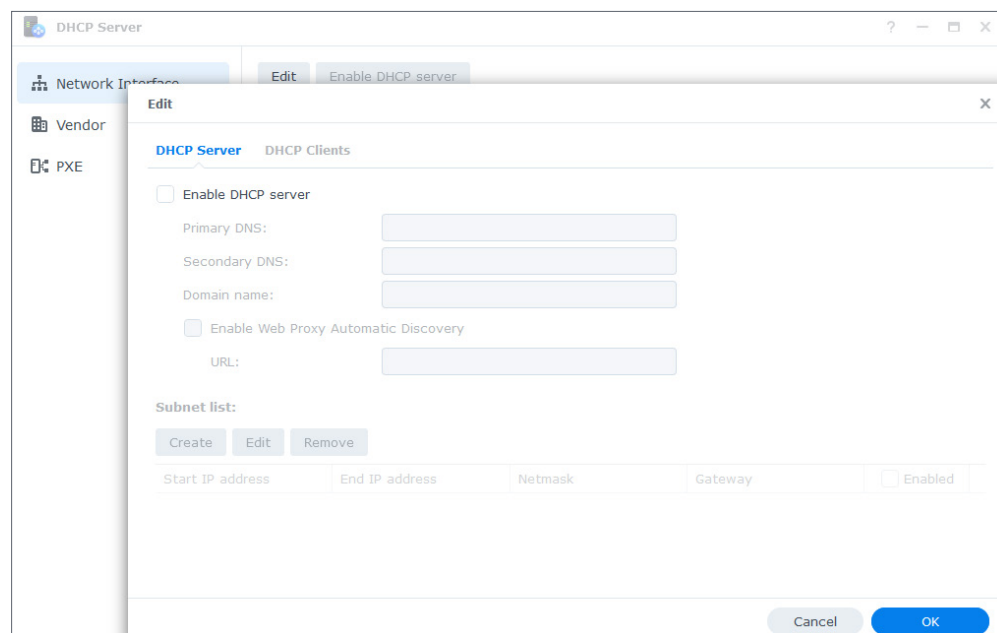 DHCP Server
?
Network Interface
Edit Enable DHCP server
Vendor
PXE
Edit
DHCP Server DHCP Clients
Enable DHCP server
Primary DNS:
Secondary DNS:
Domain name:
Enable Web Proxy Automatic Discovery
URL:
Subnet list:
Create Edit Remove
Start IP address End IP address Netmask Gateway Enabled
Cancel OK